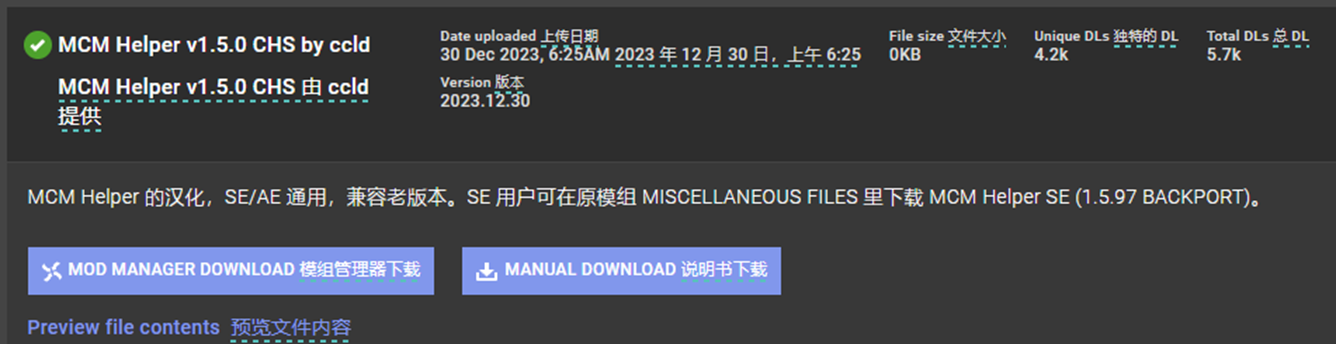 MCM Helper v1.5.0 CHS by ccld
MCM Helper v1.5.0 CHS 由 ccld
提供
Date uploaded 上传日期
30 Dec 2023, 6:25AM 2023 年 12 月 30 日，上午 6:25
Version 版本
2023.12.30
File size 文件大小
0KB
Unique DLs 独特的 DL
4.2k
Total DLs 总 DL
5.7k
MCM Helper 的汉化，SE/AE 通用，兼容老版本。SE 用户可在原模组 MISCELLANEOUS FILES 里下载 MCM Helper SE (1.5.97 BACKPORT)。
MOD MANAGER DOWNLOAD 模组管理器下载
MANUAL DOWNLOAD 说明书下载
Preview file contents 预览文件内容